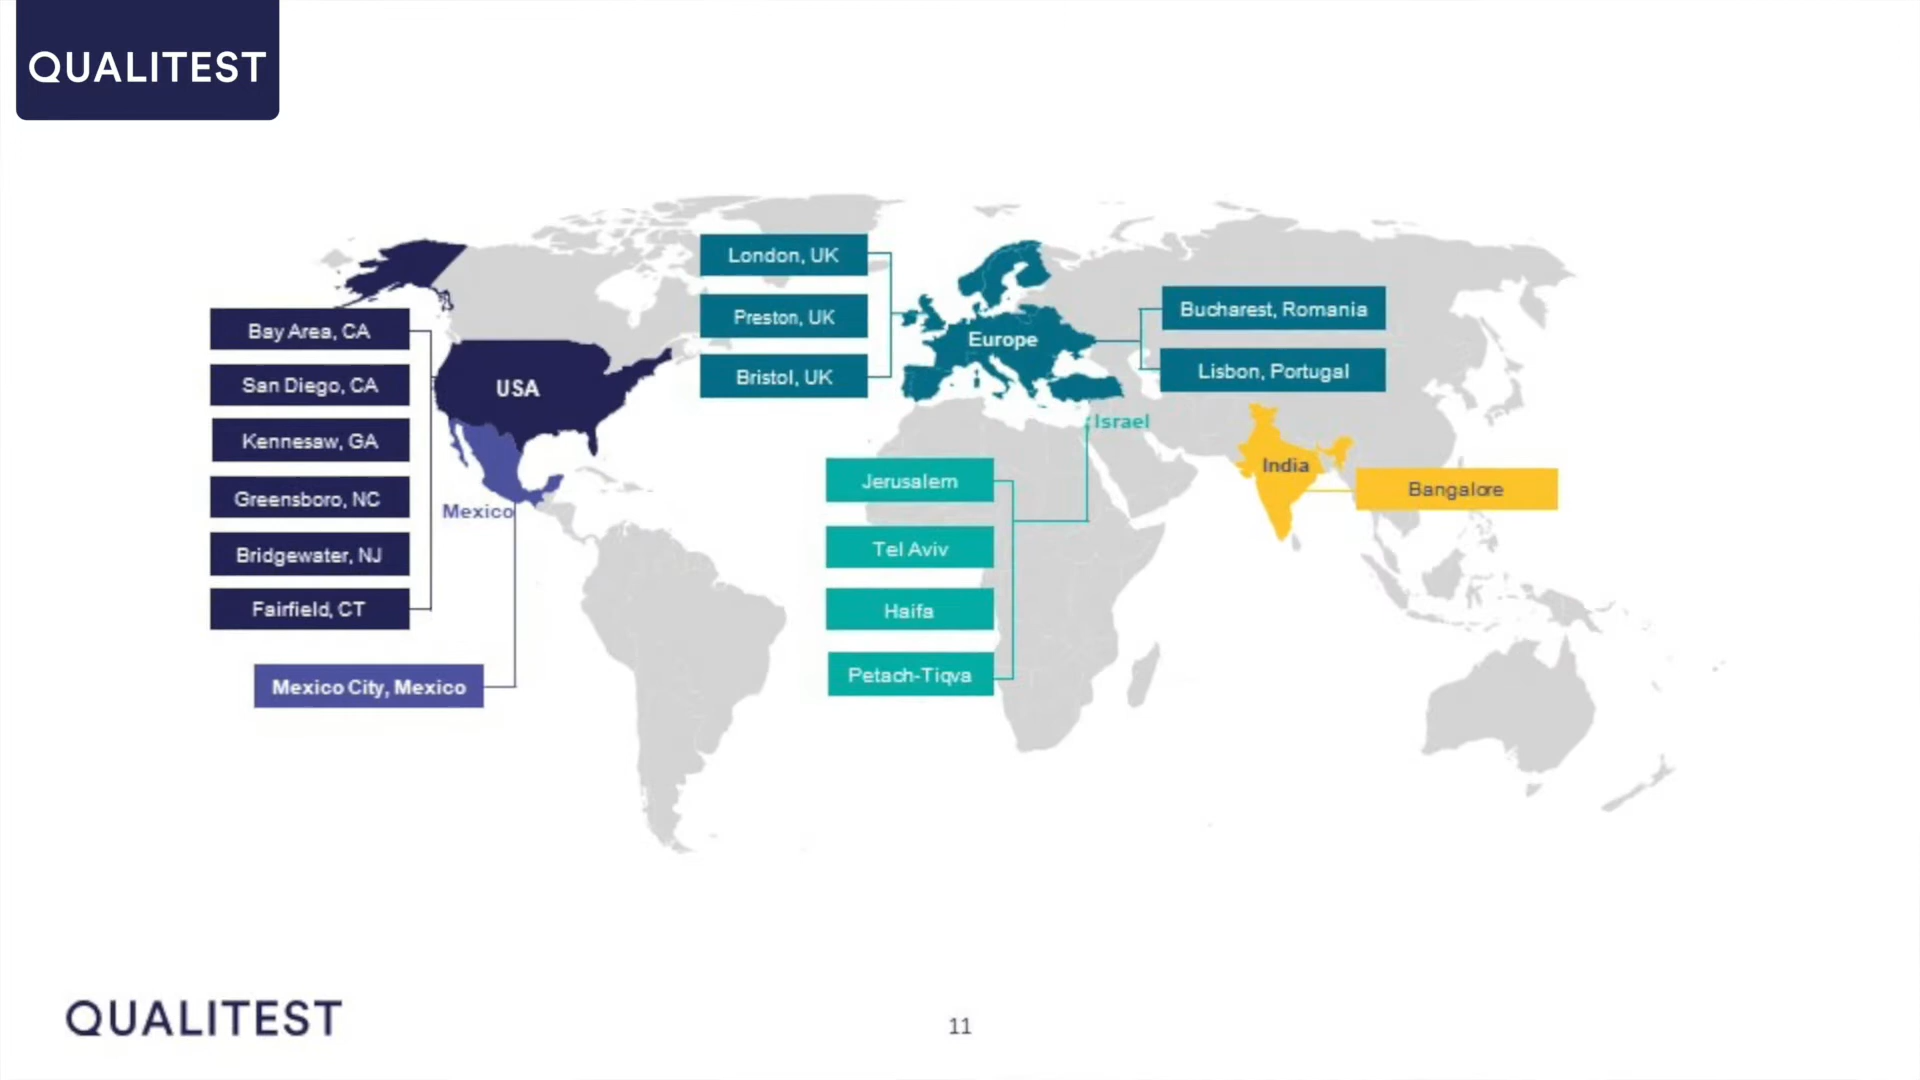 QUALITEST
London, UK
Preston, UK
Bristol, UK
Europe
Bucharest, Romania
Lisbon, Portugal
Bay Area, CA
San Diego, CA
Kennesaw, GA
Greensboro, NC
Bridgewater, NJ
Fairfield, CT
USA
Mexico
Mexico City, Mexico
Israel
Jerusalem
Tel Aviv
Haifa
Petach-Tiqva
India
Bangalore
QUALITEST
11